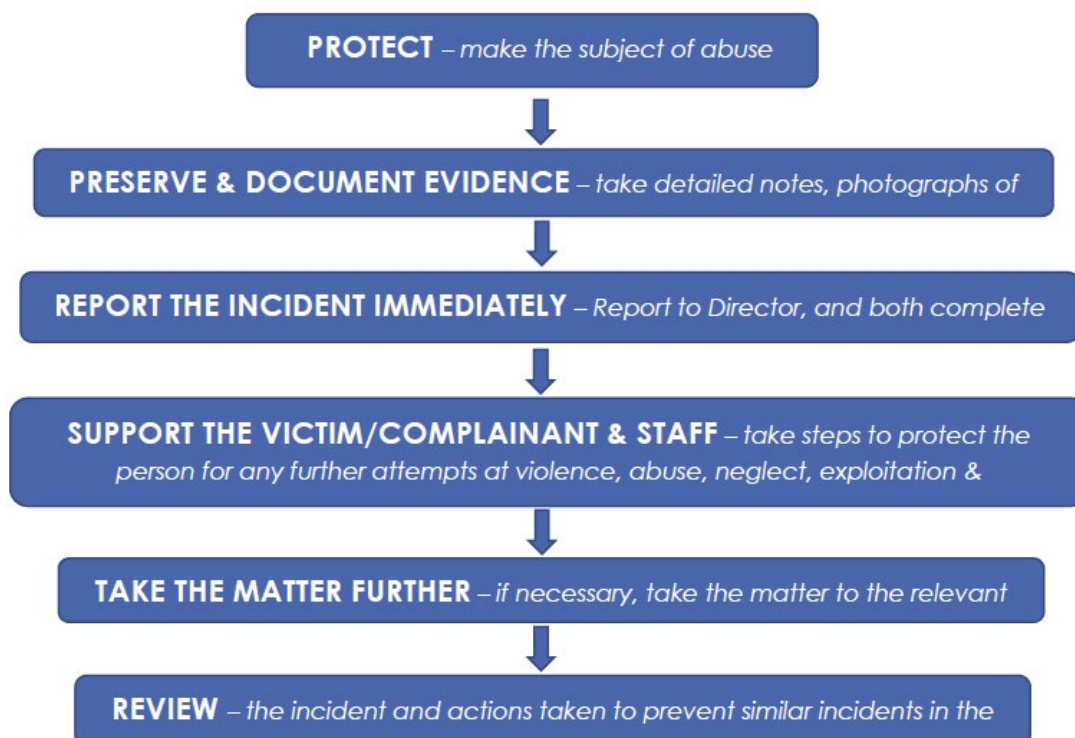 PROTECT – make the subject of abuse
PRESERVE & DOCUMENT EVIDENCE – take detailed notes, photographs of
REPORT THE INCIDENT IMMEDIATELY – Report to Director, and both complete
SUPPORT THE VICTIM/COMPLAINANT & STAFF – take steps to protect the
person for any further attempts at violence, abuse, neglect, exploitation &
TAKE THE MATTER FURTHER – if necessary, take the matter to the relevant
REVIEW – the incident and actions taken to prevent similar incidents in the